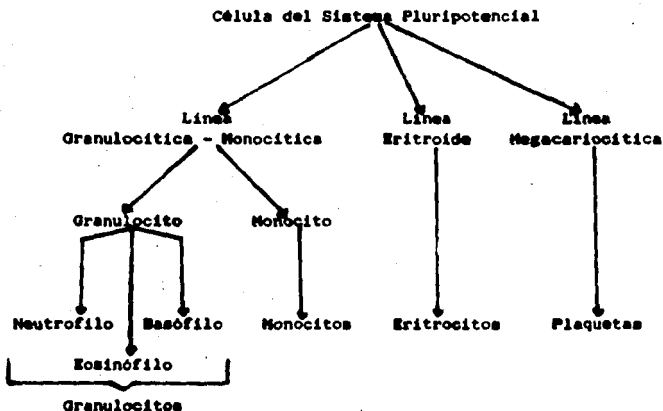 Célula del Sistema Pluripotencial
Línea Línea Línea
Granulocítica - Monocítica Eritroide Megacariocítica
Granulocito Monocito
Neutrofilo Basófilo Monocitos Eritrocitos Plaquetas
Eosinófilo
Granulocitos